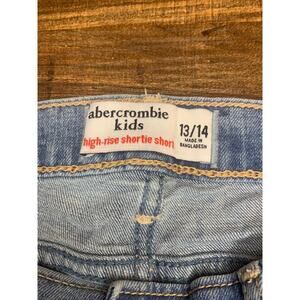 abercrombie
kids
high-rise shortie short
13/14
MADE IN
BANGLADESH